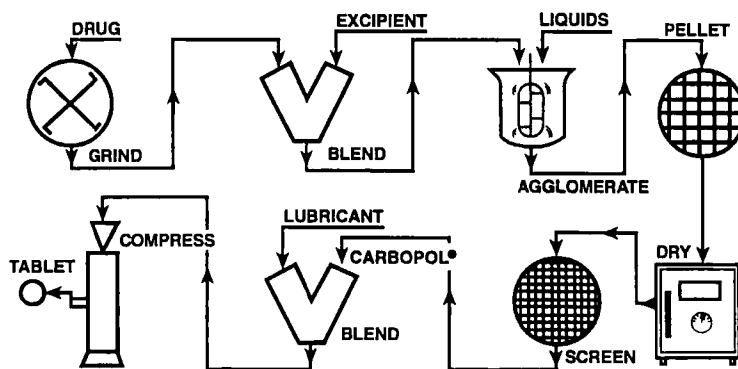 DRUG
EXCIPIENT
LIQUIDS
PELLET
GRIND
BLEND
AGGLOMERATE
DRY
LUBRICANT
COMPRESS
CARBOPOL®
TABLET
BLEND
SCREEN